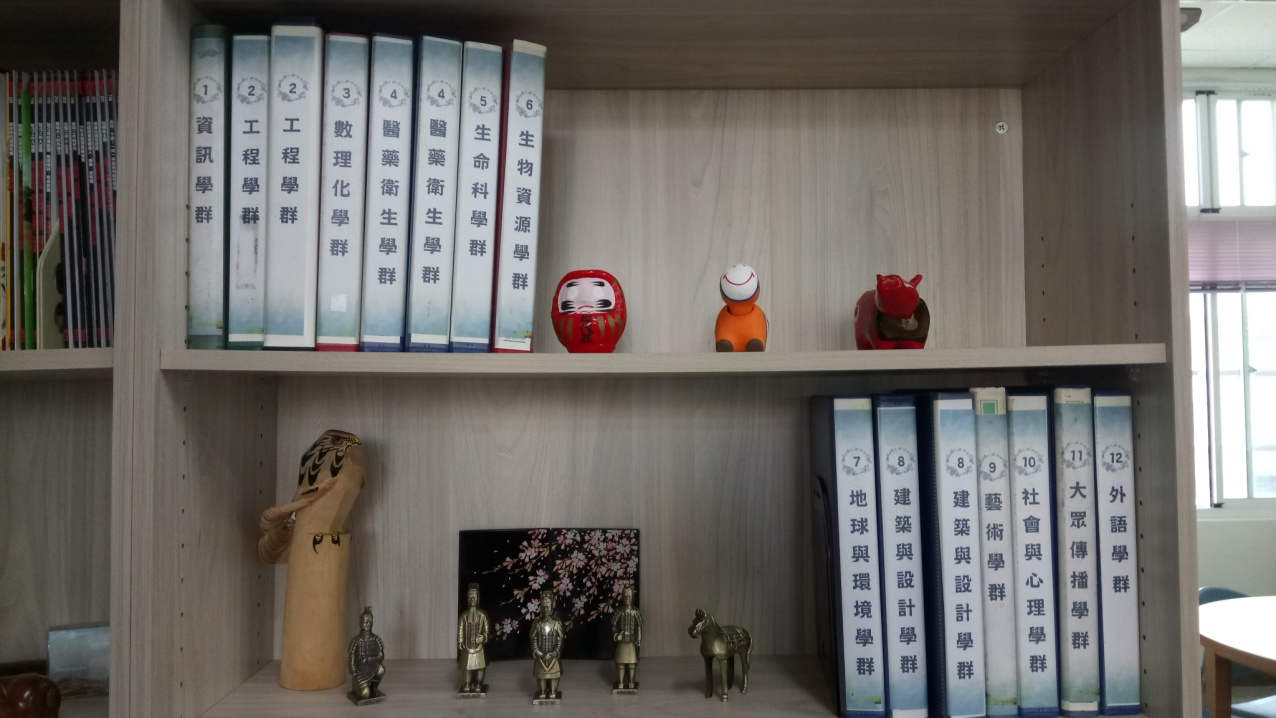 1 資訊學群
2 工程學群
2 工程學群
3 數理化學群
4 醫藥衛生學群
4 醫藥衛生學群
5 生命科學群
6 生物資源學群
7 地球與環境學群
8 建築與設計學群
8 建築與設計學群
9 藝術學群
10 社會與心理學群
11 大眾傳播學群
12 外語學群